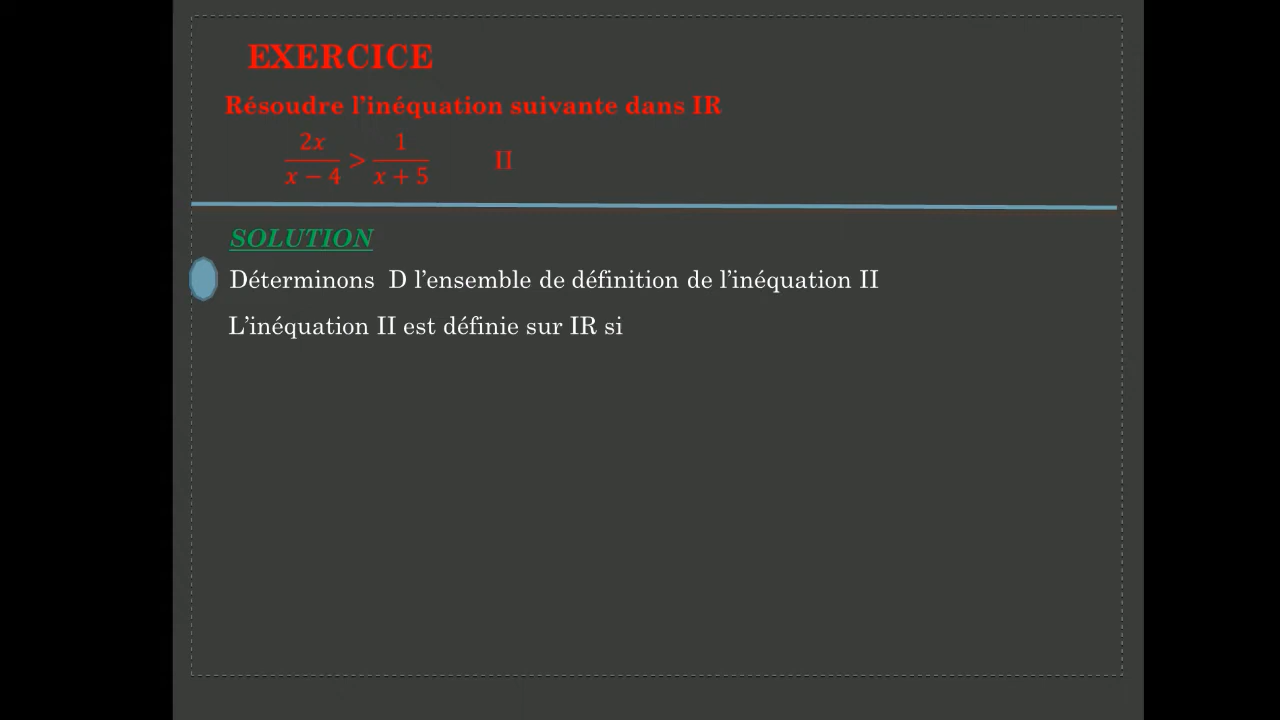 EXERCICE
Résoudre l'inéquation suivante dans IR
2x/(x − 4) > 1/(x + 5) II
SOLUTION
Déterminons D l'ensemble de définition de l'inéquation II
L'inéquation II est définie sur IR si